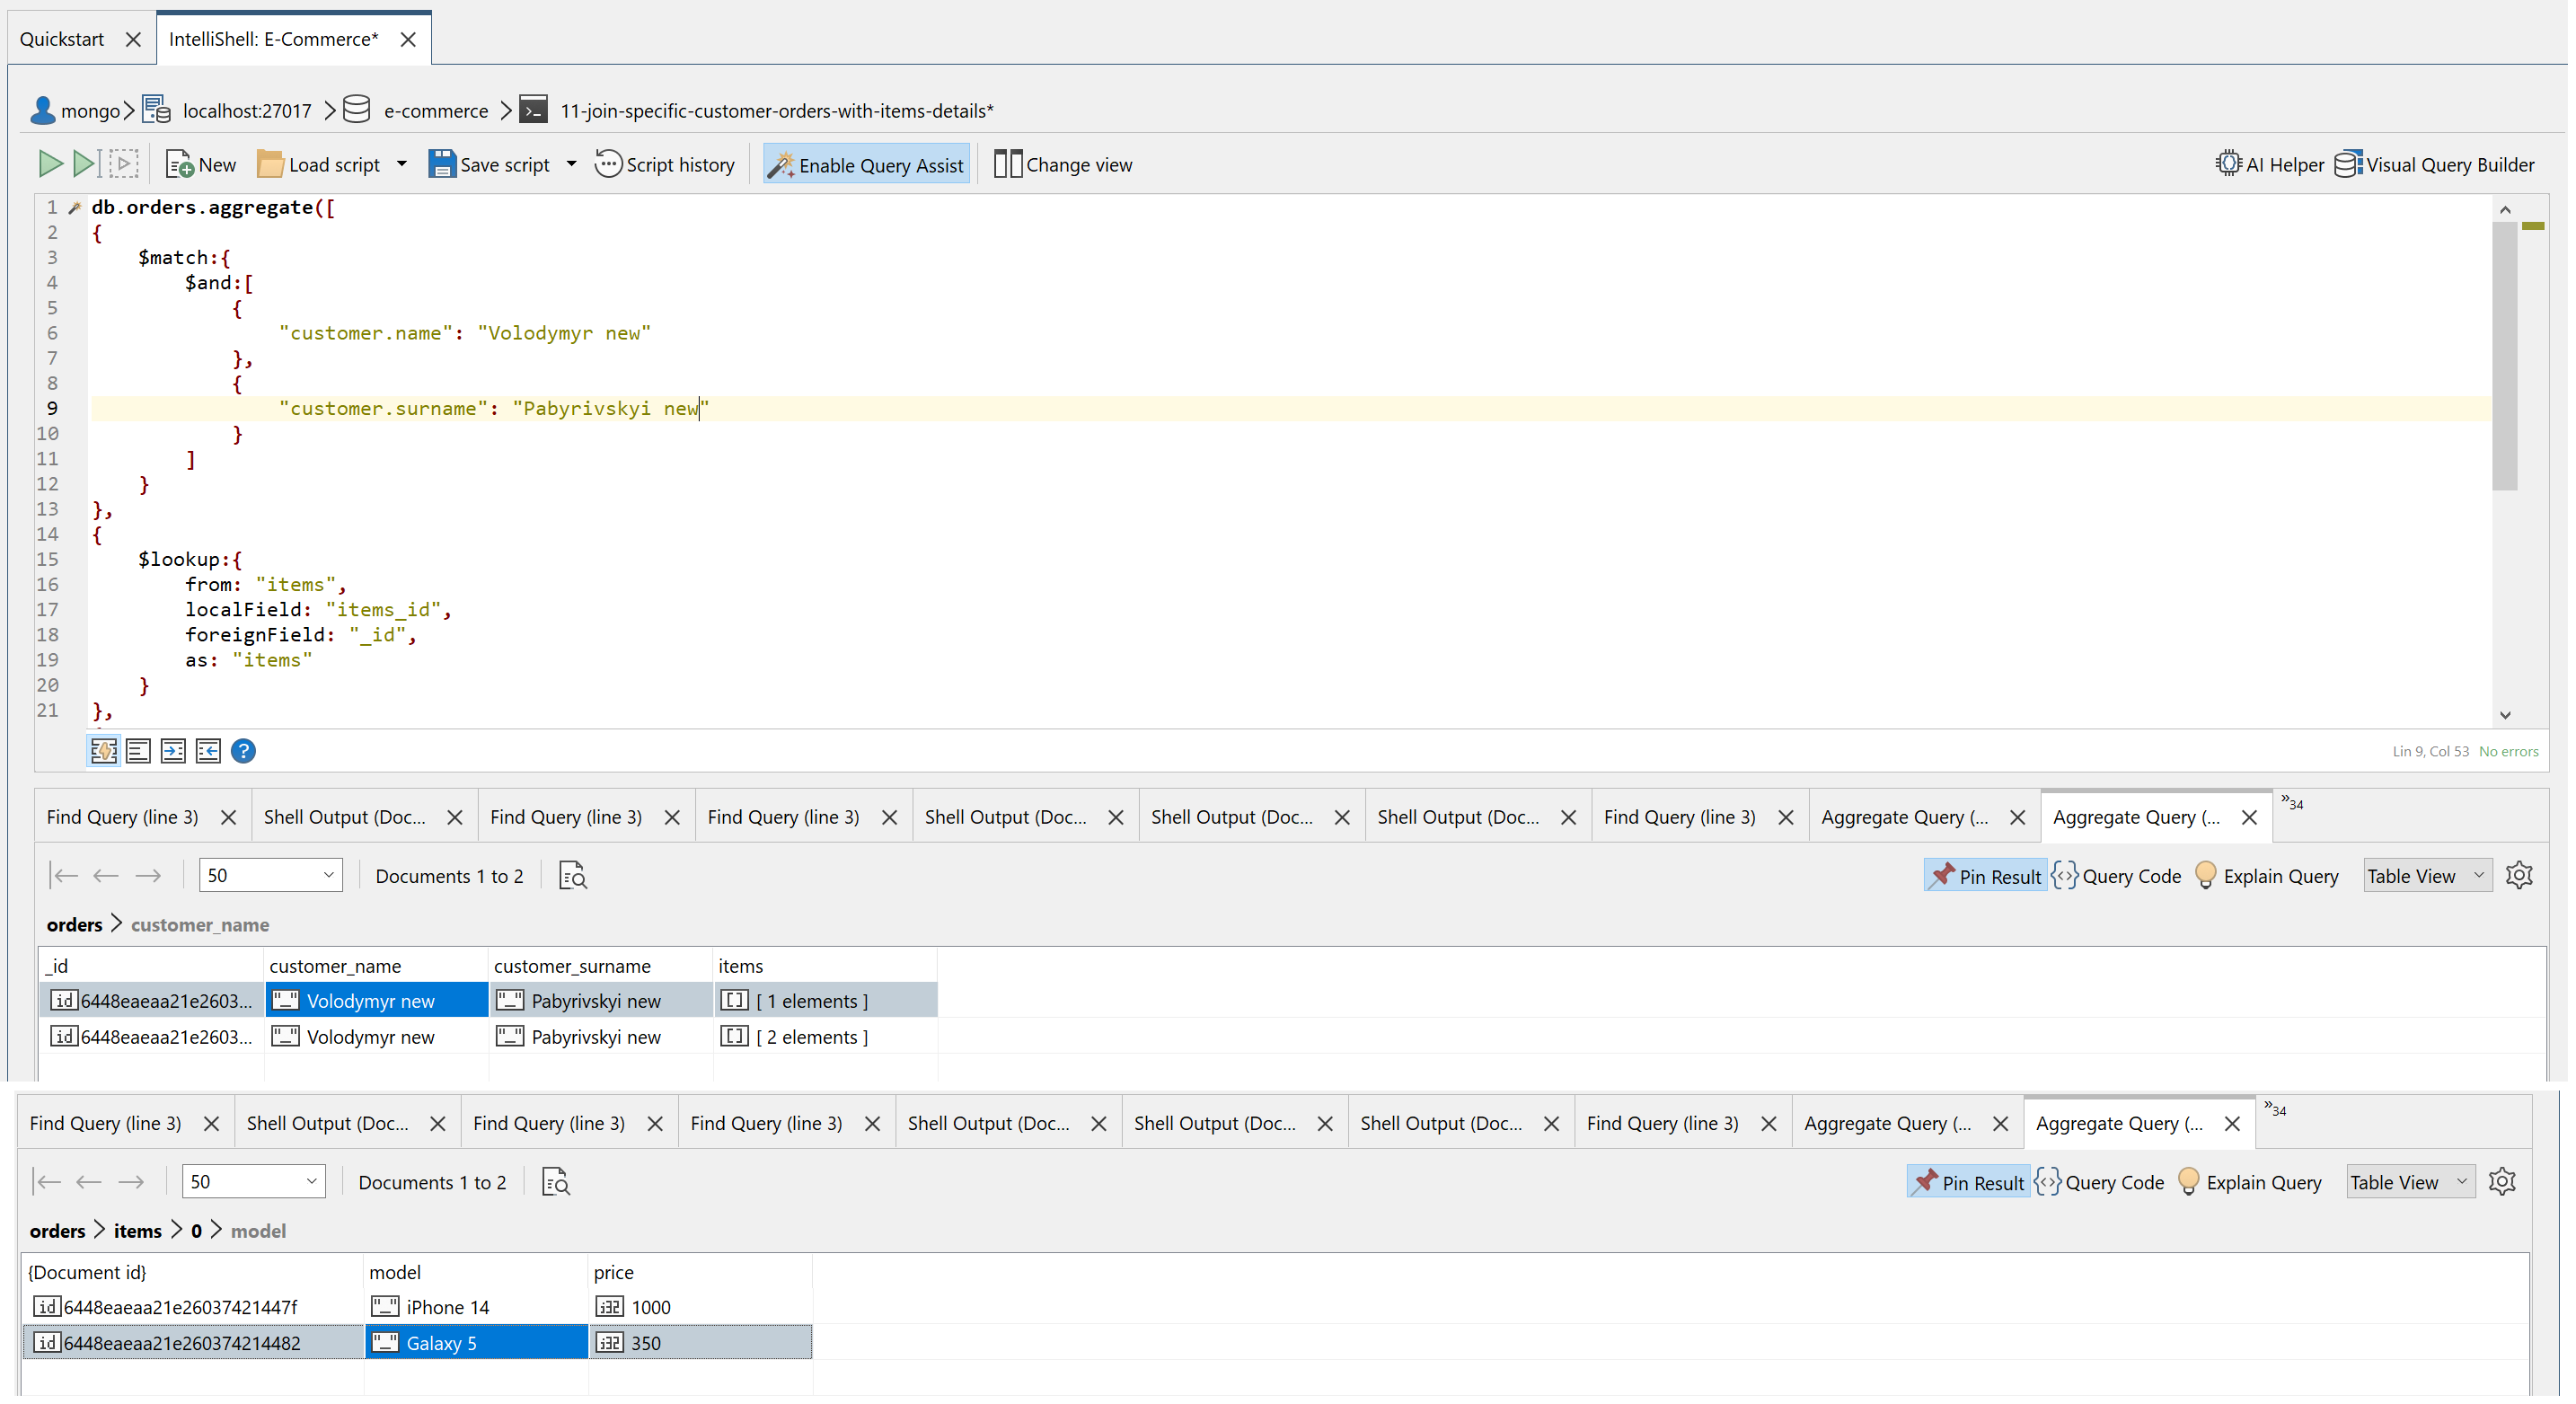 Quickstart
IntelliShell: E-Commerce*
mongo localhost:27017 e-commerce 11-join-specific-customer-orders-with-items-details*
New Load script Save script Script history Enable Query Assist Change view AI Helper Visual Query Builder
1 db.orders.aggregate([
2 {
3 $match:{
4 $and:[
5 {
6 "customer.name": "Volodymyr new"
7 },
8 {
9 "customer.surname": "Pabyrivskyi new"
10 }
11 ]
12 }
13 },
14 {
15 $lookup:{
16 from: "items",
17 localField: "items_id",
18 foreignField: "_id",
19 as: "items"
20 }
21 },
Lin 9, Col 53 No errors
Find Query (line 3) Shell Output (Doc... Find Query (line 3) Find Query (line 3) Shell Output (Doc... Shell Output (Doc... Shell Output (Doc... Find Query (line 3) Aggregate Query (... Aggregate Query (... »34
50 Documents 1 to 2 Pin Result Query Code Explain Query Table View
orders > customer_name
_id customer_name customer_surname items
id 6448eaeaa21e2603... Volodymyr new Pabyrivskyi new [ 1 elements ]
id 6448eaeaa21e2603... Volodymyr new Pabyrivskyi new [ 2 elements ]
Find Query (line 3) Shell Output (Doc... Find Query (line 3) Find Query (line 3) Shell Output (Doc... Shell Output (Doc... Shell Output (Doc... Find Query (line 3) Aggregate Query (... Aggregate Query (... »34
50 Documents 1 to 2 Pin Result Query Code Explain Query Table View
orders > items > 0 > model
{Document id} model price
id 6448eaeaa21e26037421447f iPhone 14 i32 1000
id 6448eaeaa21e260374214482 Galaxy 5 i32 350